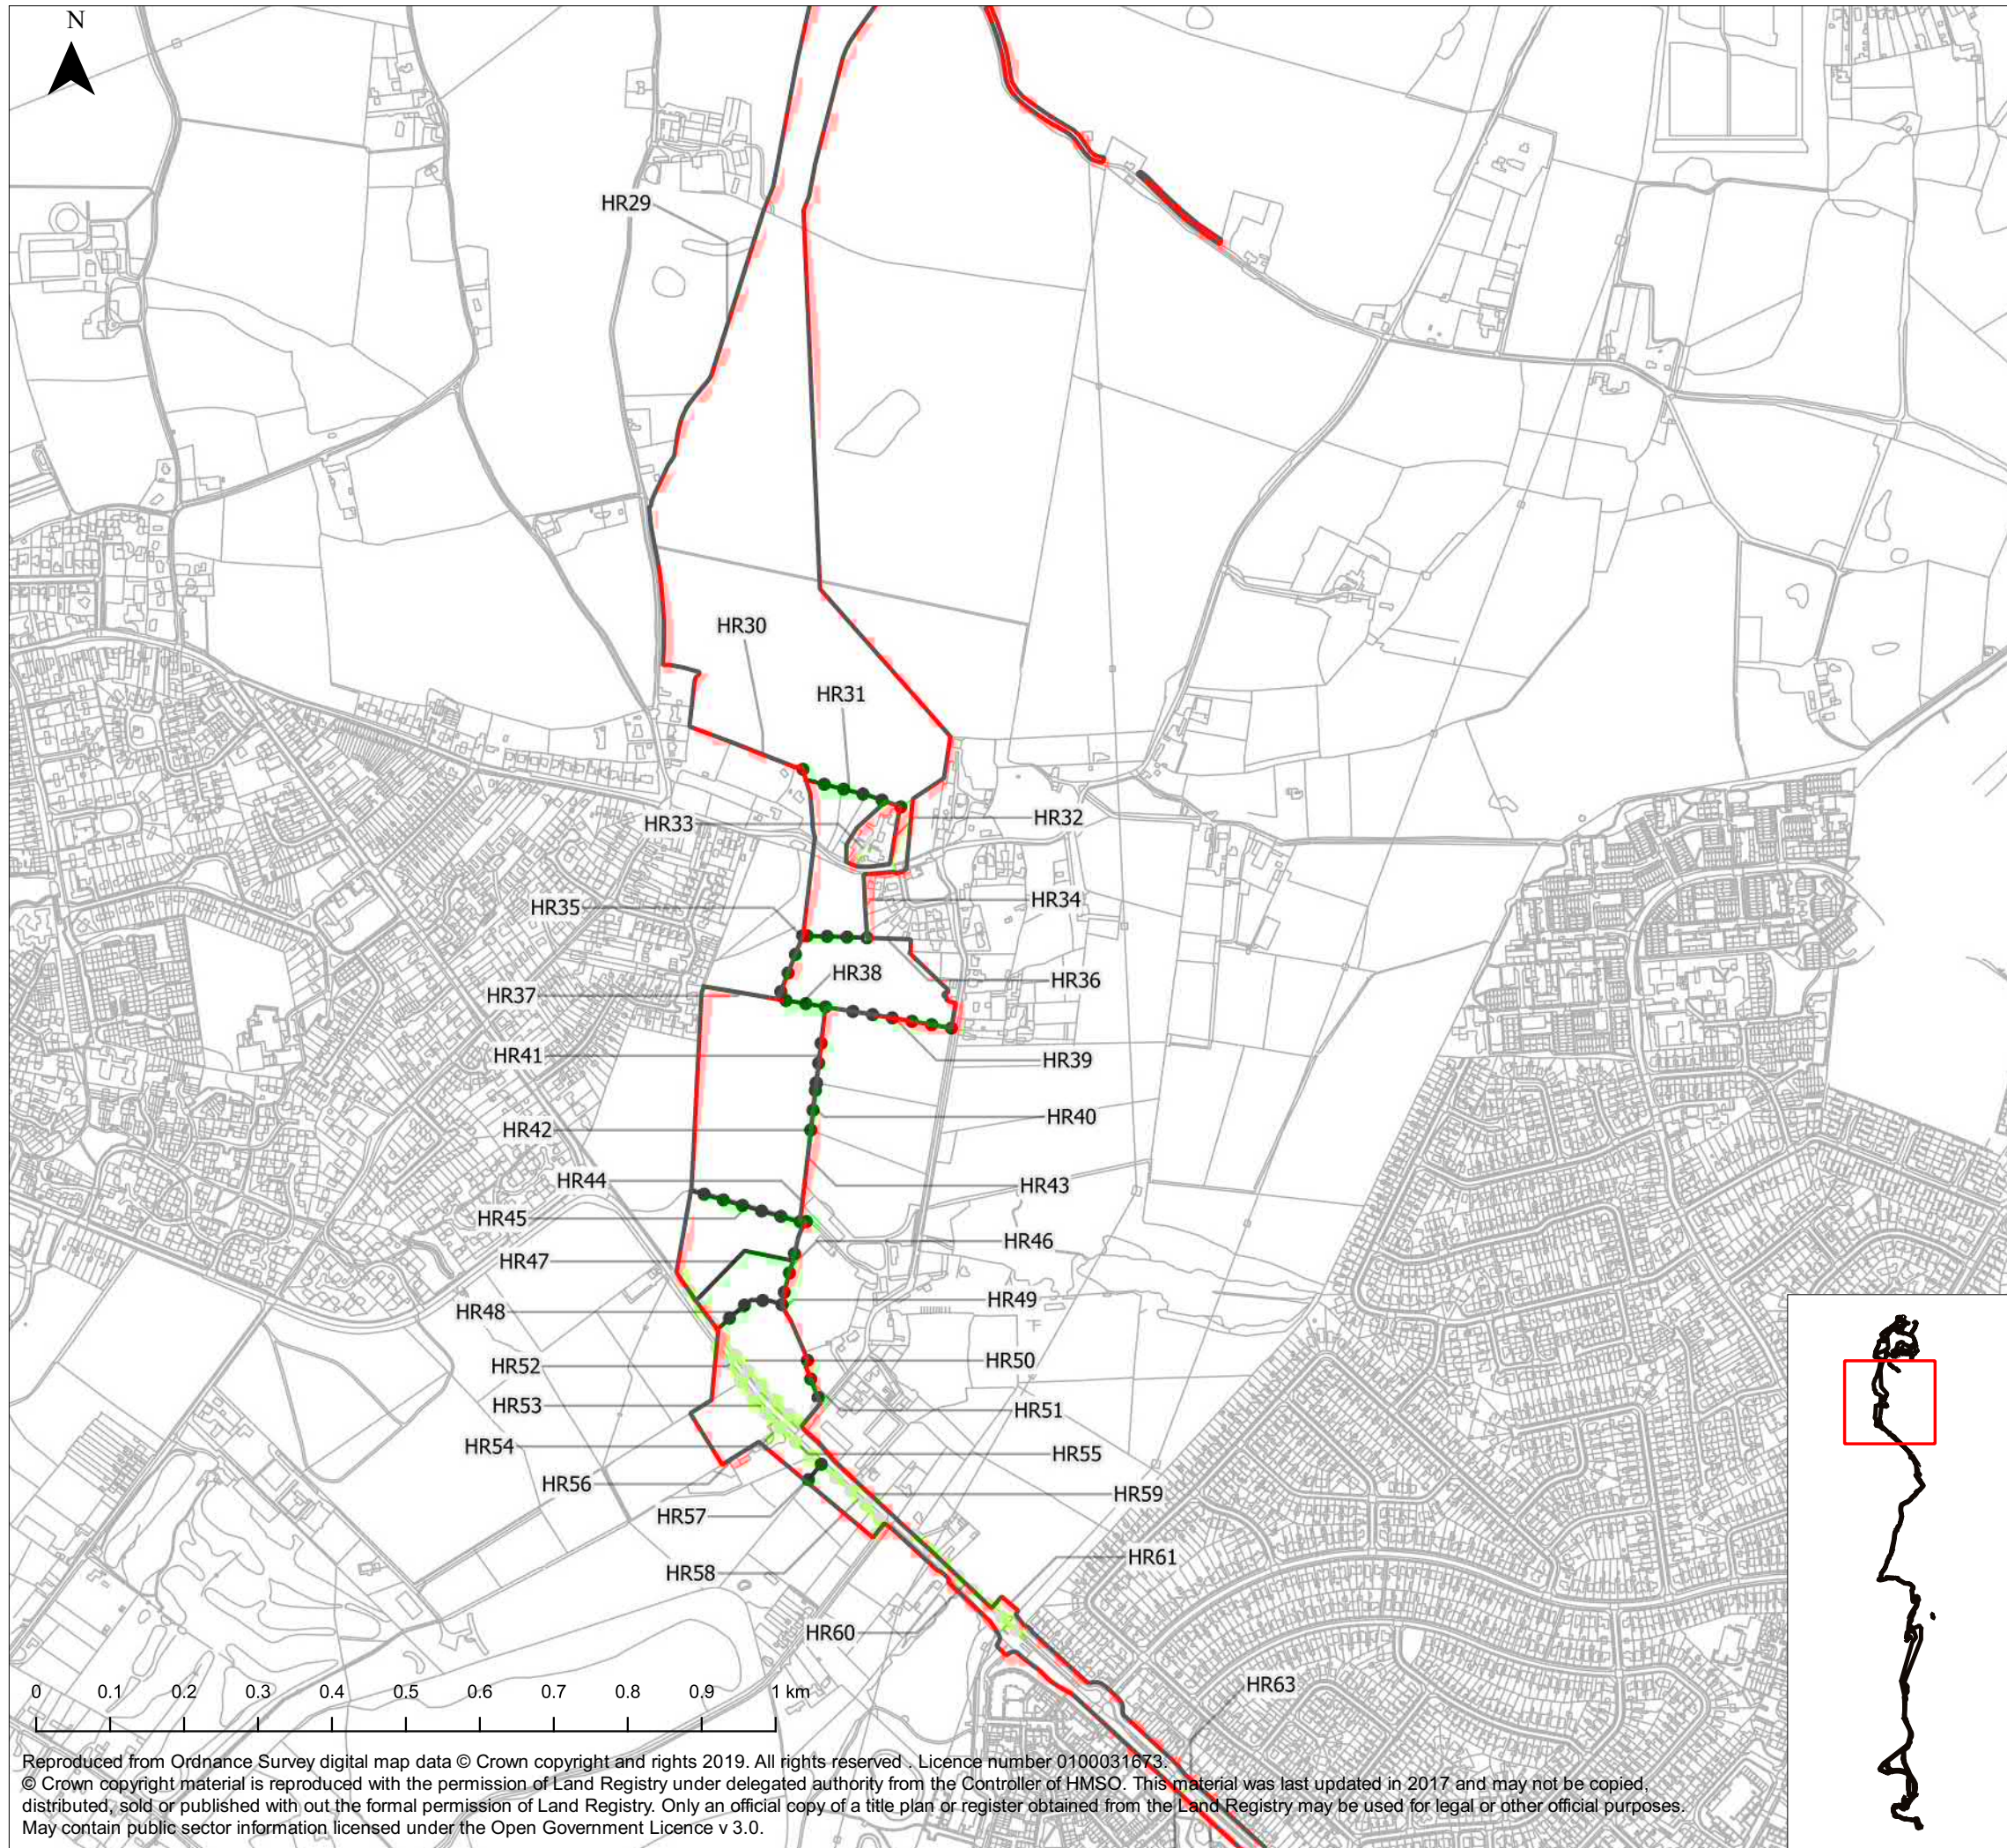 N
HR29
HR30
HR31
HR33
HR32
HR35
HR34
HR38
HR36
HR37
HR41
HR39
HR40
HR42
HR44
HR43
HR45
HR46
HR47
HR49
HR48
HR52
HR50
HR53
HR51
HR54
HR55
HR56
HR59
HR57
HR61
HR58
HR60
HR63
0 0.1 0.2 0.3 0.4 0.5 0.6 0.7 0.8 0.9 1 km
Reproduced from Ordnance Survey digital map data © Crown copyright and rights 2019. All rights reserved . Licence number 0100031673.
© Crown copyright material is reproduced with the permission of Land Registry under delegated authority from the Controller of HMSO. This material was last updated in 2017 and may not be copied,
distributed, sold or published with out the formal permission of Land Registry. Only an official copy of a title plan or register obtained from the Land Registry may be used for legal or other official purposes.
May contain public sector information licensed under the Open Government Licence v 3.0.